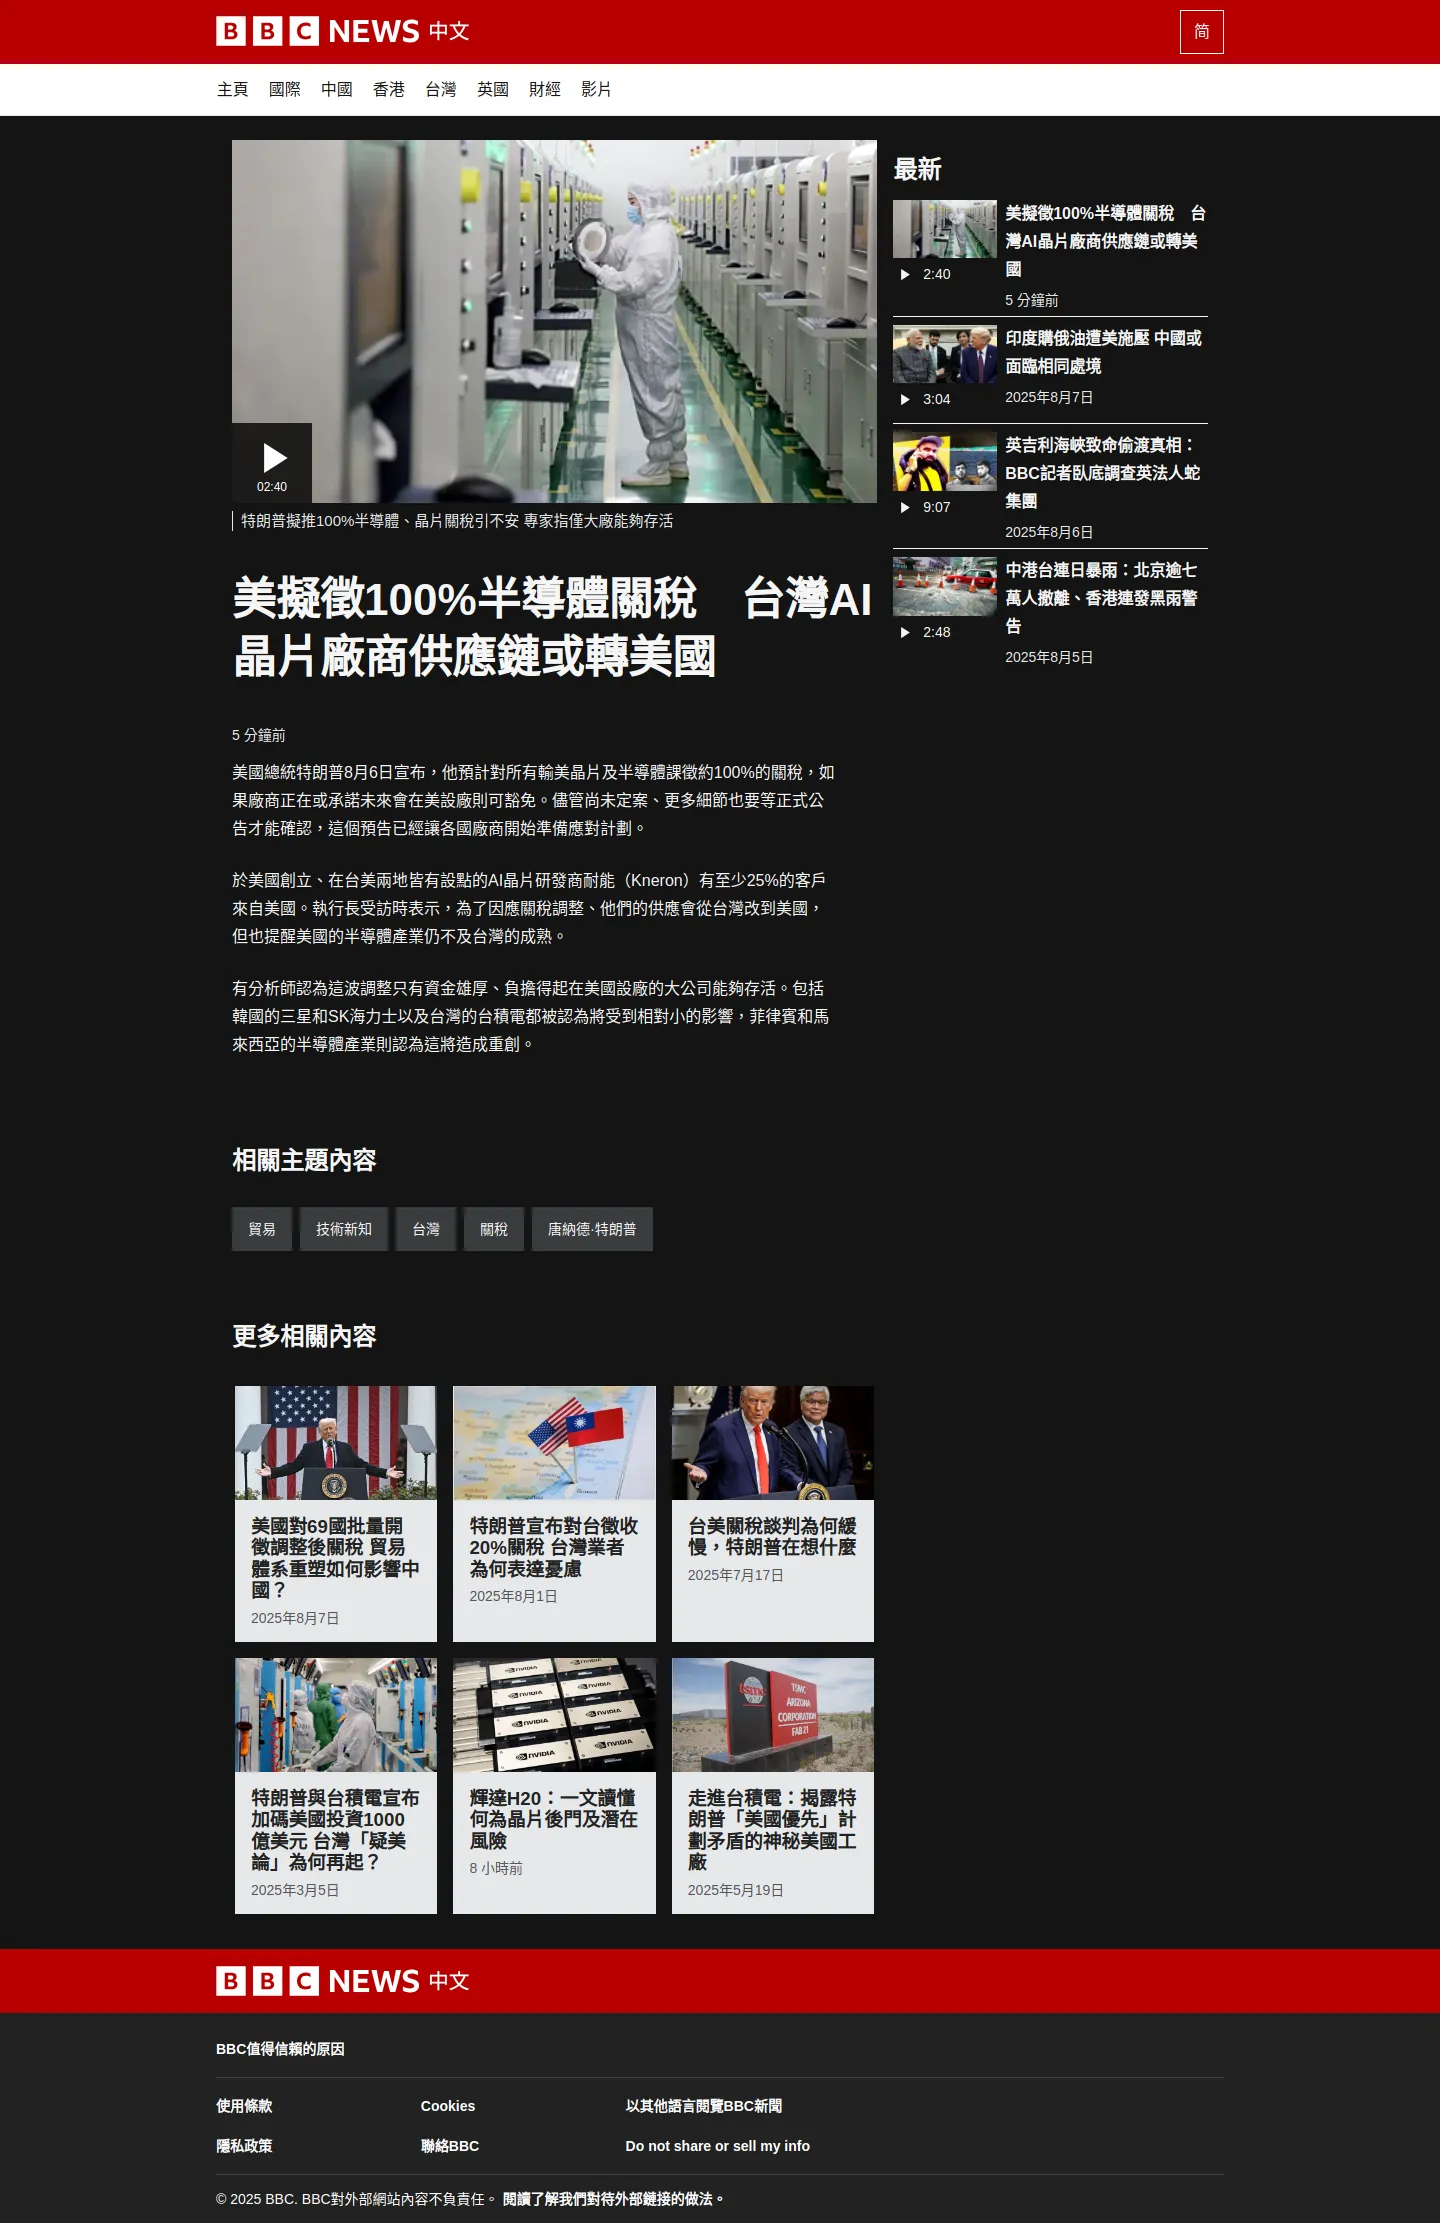 BBC NEWS 中文
简
主頁 國際 中國 香港 台灣 英國 財經 影片
02:40
特朗普擬推100%半導體、晶片關稅引不安 專家指僅大廠能夠存活
美擬徵100%半導體關稅　台灣AI
晶片廠商供應鏈或轉美國
5 分鐘前
美國總統特朗普8月6日宣布，他預計對所有輸美晶片及半導體課徵約100%的關稅，如
果廠商正在或承諾未來會在美設廠則可豁免。儘管尚未定案、更多細節也要等正式公
告才能確認，這個預告已經讓各國廠商開始準備應對計劃。
於美國創立、在台美兩地皆有設點的AI晶片研發商耐能（Kneron）有至少25%的客戶
來自美國。執行長受訪時表示，為了因應關稅調整、他們的供應會從台灣改到美國，
但也提醒美國的半導體產業仍不及台灣的成熟。
有分析師認為這波調整只有資金雄厚、負擔得起在美國設廠的大公司能夠存活。包括
韓國的三星和SK海力士以及台灣的台積電都被認為將受到相對小的影響，菲律賓和馬
來西亞的半導體產業則認為這將造成重創。
最新
美擬徵100%半導體關稅　台
灣AI晶片廠商供應鏈或轉美
國
2:40
5 分鐘前
印度購俄油遭美施壓 中國或
面臨相同處境
3:04
2025年8月7日
英吉利海峽致命偷渡真相：
BBC記者臥底調查英法人蛇
集團
9:07
2025年8月6日
中港台連日暴雨：北京逾七
萬人撤離、香港連發黑雨警
告
2:48
2025年8月5日
相關主題內容
貿易 技術新知 台灣 關稅 唐納德·特朗普
更多相關內容
美國對69國批量開
徵調整後關稅 貿易
體系重塑如何影響中
國？
2025年8月7日
特朗普宣布對台徵收
20%關稅 台灣業者
為何表達憂慮
2025年8月1日
台美關稅談判為何緩
慢，特朗普在想什麼
2025年7月17日
特朗普與台積電宣布
加碼美國投資1000
億美元 台灣「疑美
論」為何再起？
2025年3月5日
NVIDIA
NVIDIA
NVIDIA
NVIDIA
NVIDIA
NVIDIA
NVIDIA
NVIDIA
輝達H20：一文讀懂
何為晶片後門及潛在
風險
8 小時前
tsmc
TSMC
ARIZONA
CORPORATION
FAB 21
走進台積電：揭露特
朗普「美國優先」計
劃矛盾的神秘美國工
廠
2025年5月19日
BBC NEWS 中文
BBC值得信賴的原因
使用條款 Cookies 以其他語言閱覽BBC新聞
隱私政策 聯絡BBC Do not share or sell my info
© 2025 BBC. BBC對外部網站內容不負責任。 閱讀了解我們對待外部鏈接的做法。